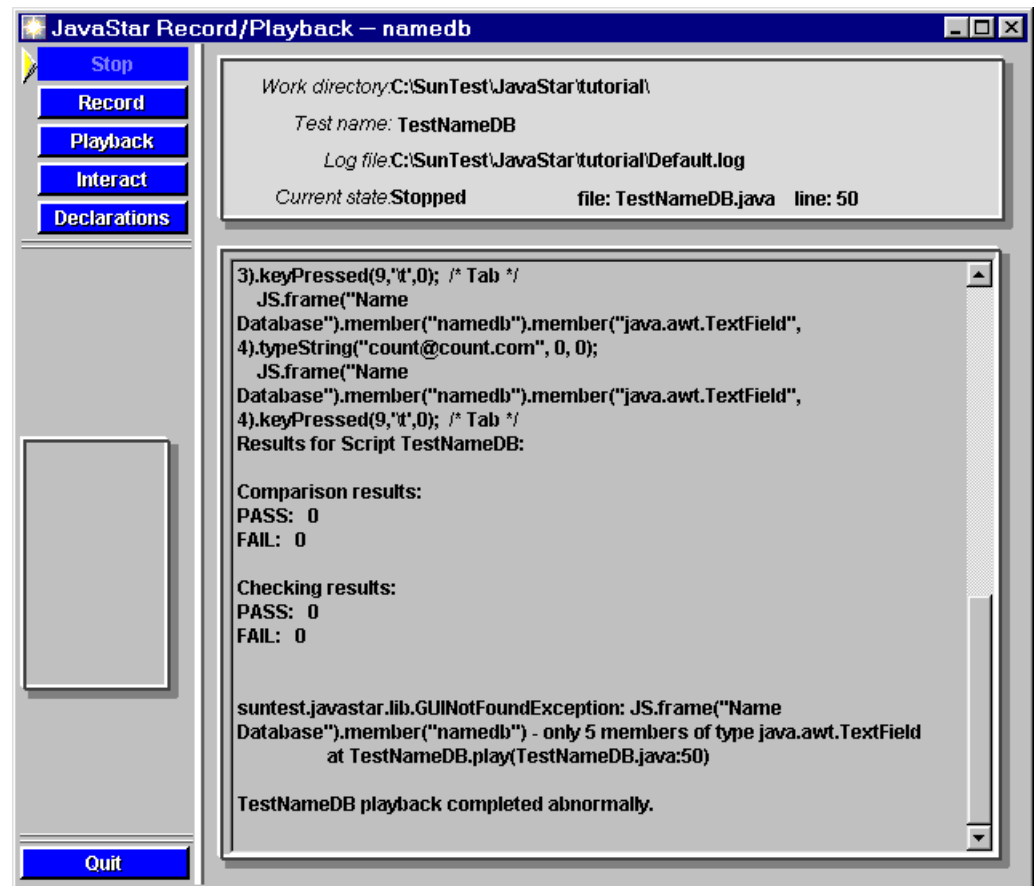 JavaStar Record/Playback — namedb
Stop
Record
Playback
Interact
Declarations
Work directory:C:\SunTest\JavaStar\tutorial\
Test name: TestNameDB
Log file:C:\SunTest\JavaStar\tutorial\Default.log
Current state:Stopped file: TestNameDB.java line: 50
3).keyPressed(9,'\t',0); /* Tab */
JS.frame("Name
Database").member("namedb").member("java.awt.TextField",
4).typeString("count@count.com", 0, 0);
JS.frame("Name
Database").member("namedb").member("java.awt.TextField",
4).keyPressed(9,'\t',0); /* Tab */
Results for Script TestNameDB:
Comparison results:
PASS: 0
FAIL: 0
Checking results:
PASS: 0
FAIL: 0
suntest.javastar.lib.GUINotFoundException: JS.frame("Name
Database").member("namedb") - only 5 members of type java.awt.TextField
at TestNameDB.play(TestNameDB.java:50)
TestNameDB playback completed abnormally.
Quit